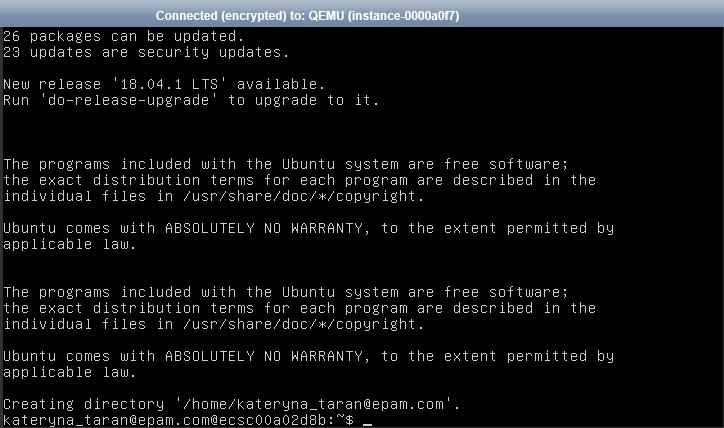 Connected (encrypted) to: QEMU (instance-0000a0f7)
26 packages can be updated.
23 updates are security updates.
New release '18.04.1 LTS' available.
Run 'do-release-upgrade' to upgrade to it.
The programs included with the Ubuntu system are free software;
the exact distribution terms for each program are described in the
individual files in /usr/share/doc/*/copyright.
Ubuntu comes with ABSOLUTELY NO WARRANTY, to the extent permitted by
applicable law.
The programs included with the Ubuntu system are free software;
the exact distribution terms for each program are described in the
individual files in /usr/share/doc/*/copyright.
Ubuntu comes with ABSOLUTELY NO WARRANTY, to the extent permitted by
applicable law.
Creating directory '/home/kateryna_taran@epam.com'.
kateryna_taran@epam.com@ecsc00a02d8b:~$ _